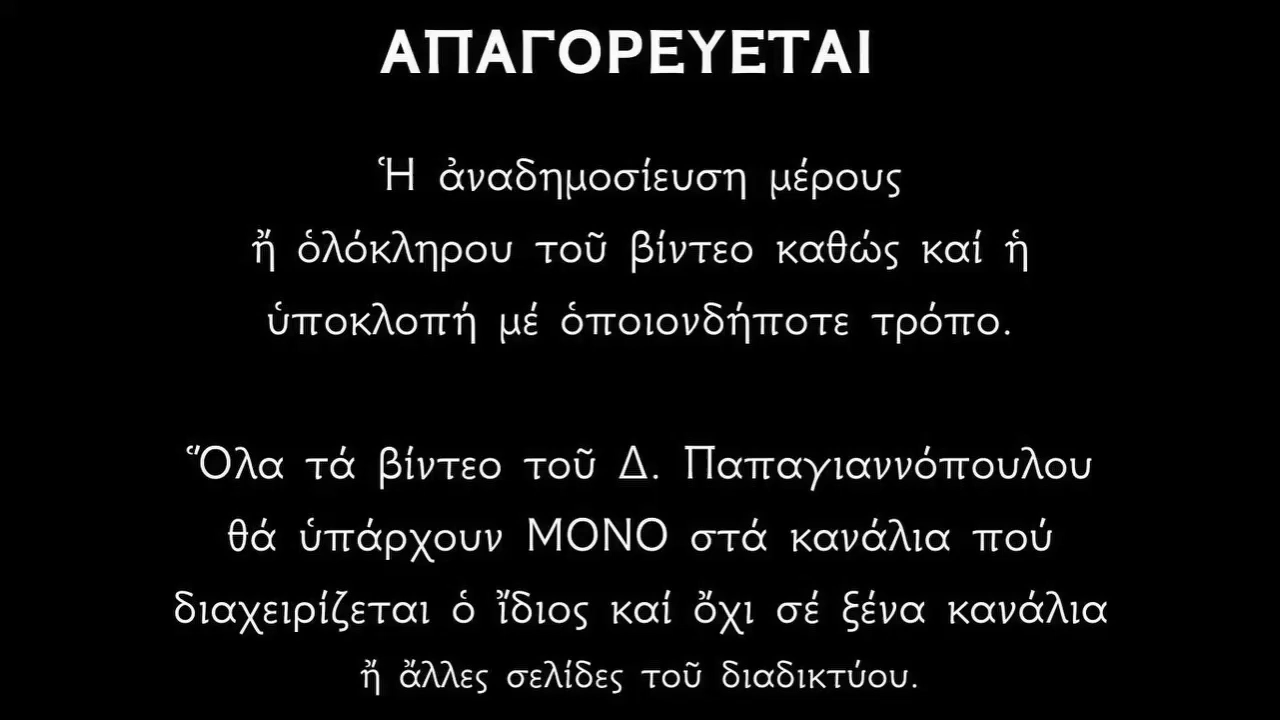 ΑΠΑΓΟΡΕΥΕΤΑΙ
Ἡ ἀναδημοσίευση μέρους
ἤ ὁλόκληρου τοῦ βίντεο καθώς καί ἡ
ὑποκλοπή μέ ὁποιονδήποτε τρόπο.
Ὅλα τά βίντεο τοῦ Δ. Παπαγιαννόπουλου
θά ὑπάρχουν ΜΟΝΟ στά κανάλια πού
διαχειρίζεται ὁ ἴδιος καί ὄχι σέ ξένα κανάλια
ἤ ἄλλες σελίδες τοῦ διαδικτύου.